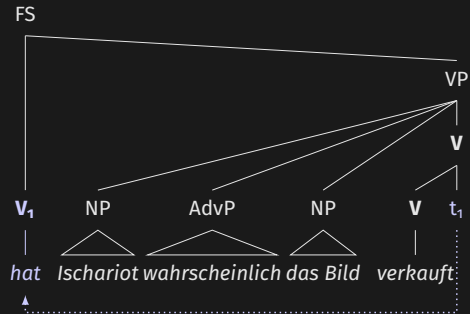 FS
VP
V
V₁ NP AdvP NP V t₁
hat Ischariot wahrscheinlich das Bild verkauft